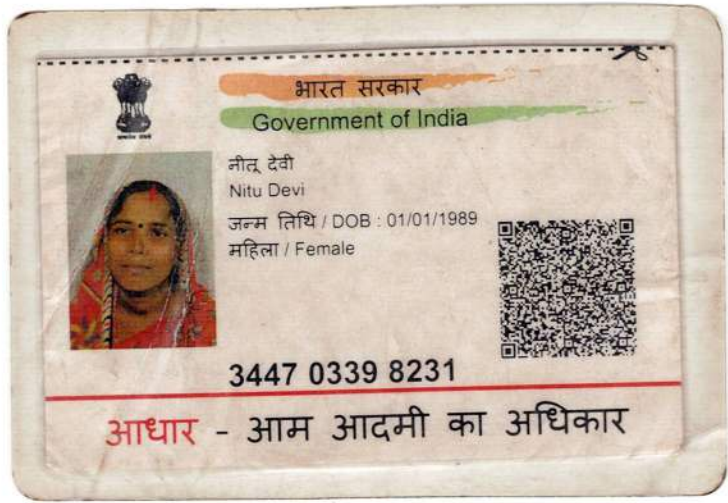 भारत सरकार
Government of India
नीतू देवी
Nitu Devi
जन्म तिथि / DOB : 01/01/1989
महिला / Female
3447 0339 8231
आधार - आम आदमी का अधिकार